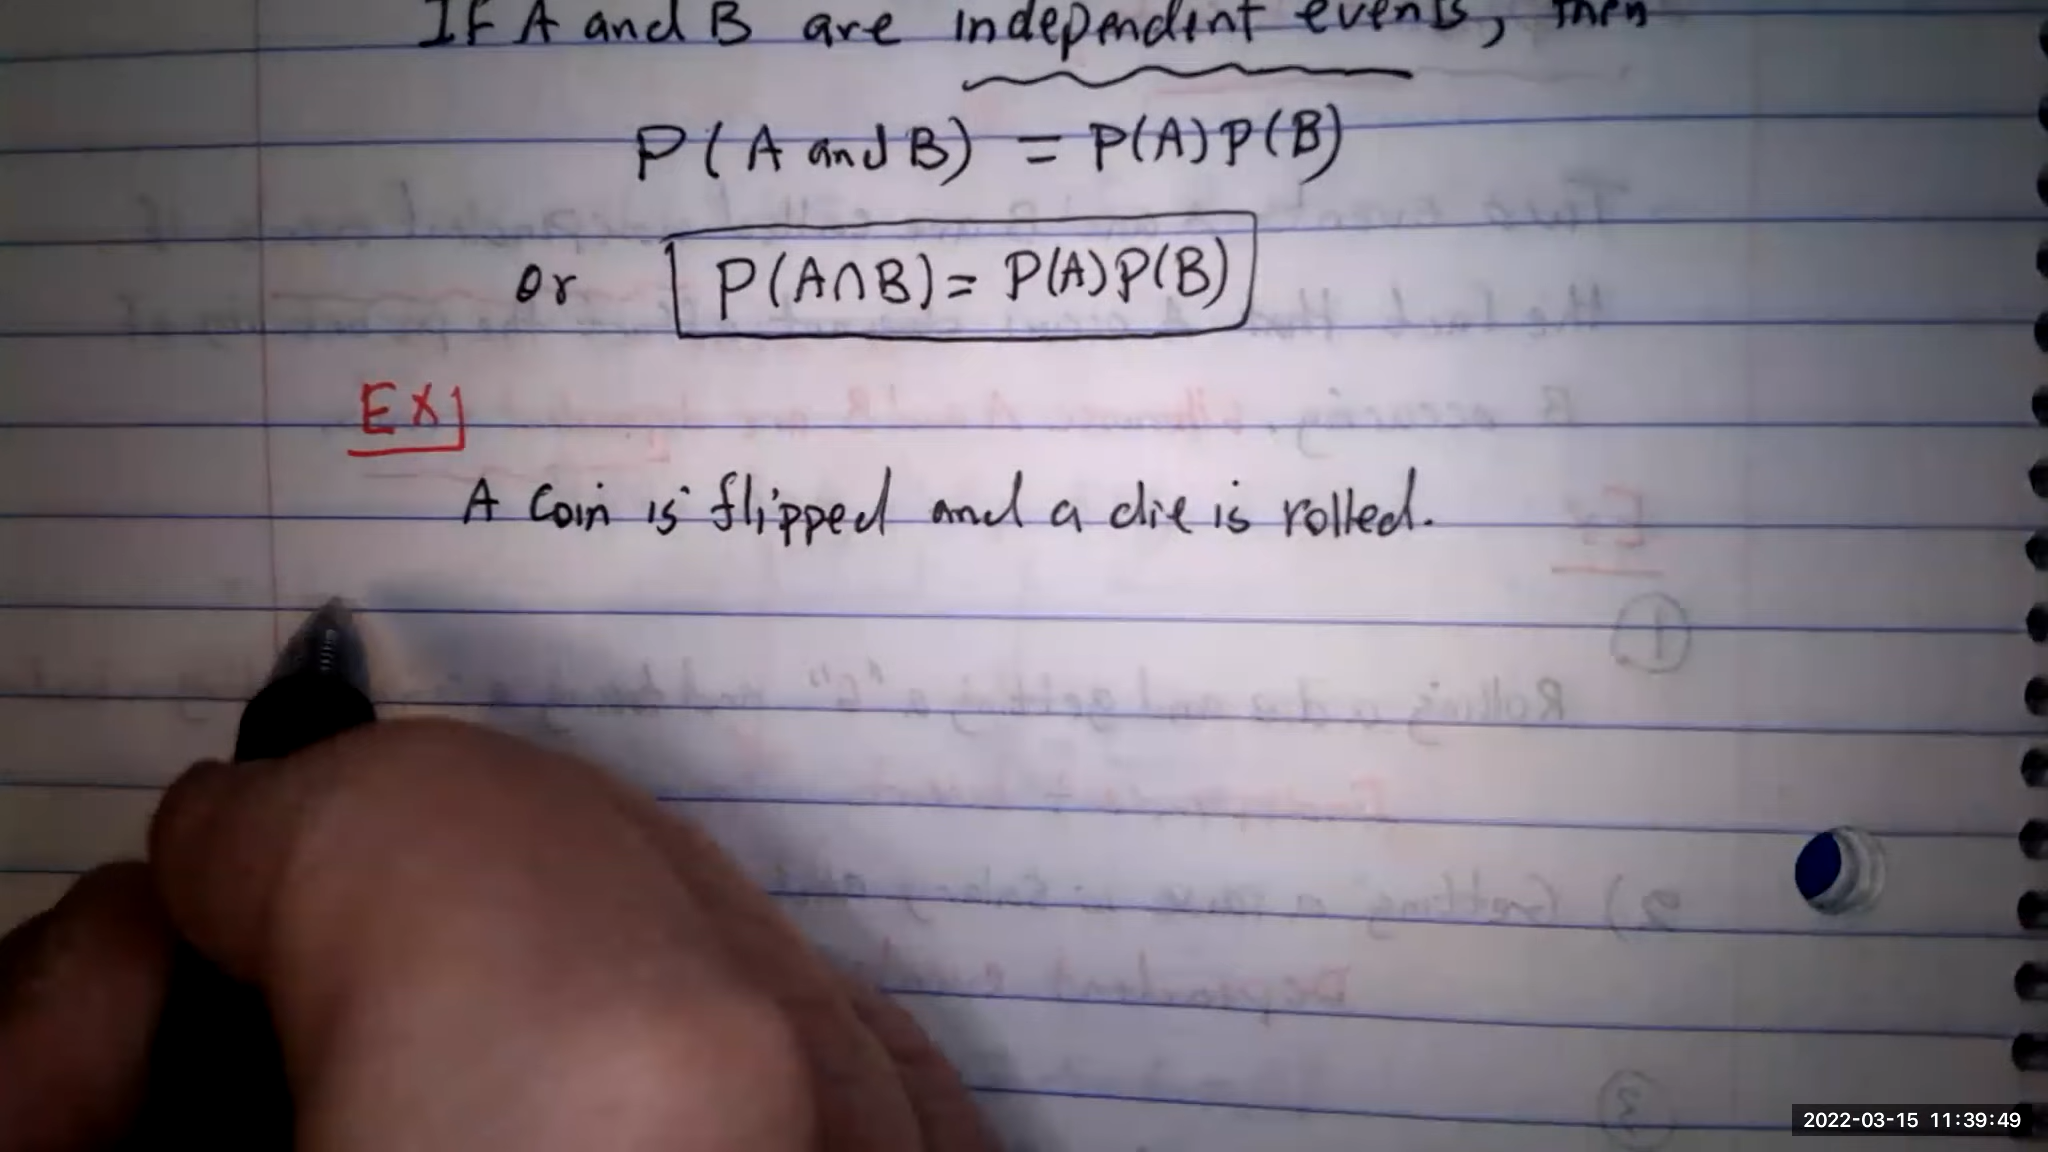 If A and B are independent events, then
P(A and B) = P(A)P(B)
or P(A∩B) = P(A)P(B)
EX
A coin is flipped and a die is rolled.
2022-03-15 11:39:49